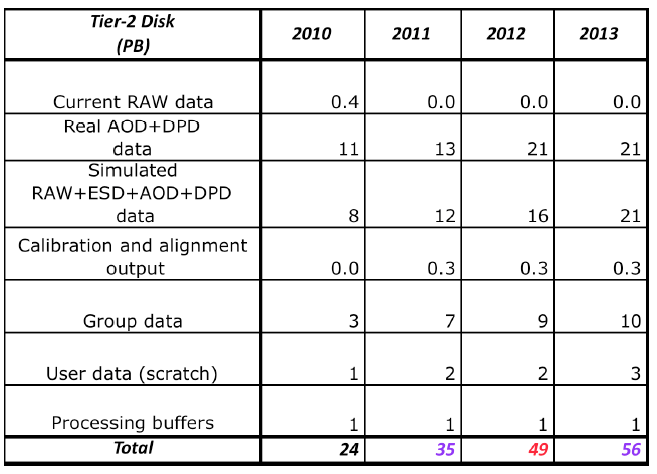 Tier-2 Disk
(PB) 2010 2011 2012 2013
Current RAW data 0.4 0.0 0.0 0.0
Real AOD+DPD
data 11 13 21 21
Simulated
RAW+ESD+AOD+DPD
data 8 12 16 21
Calibration and alignment
output 0.0 0.3 0.3 0.3
Group data 3 7 9 10
User data (scratch) 1 2 2 3
Processing buffers 1 1 1 1
Total 24 35 49 56